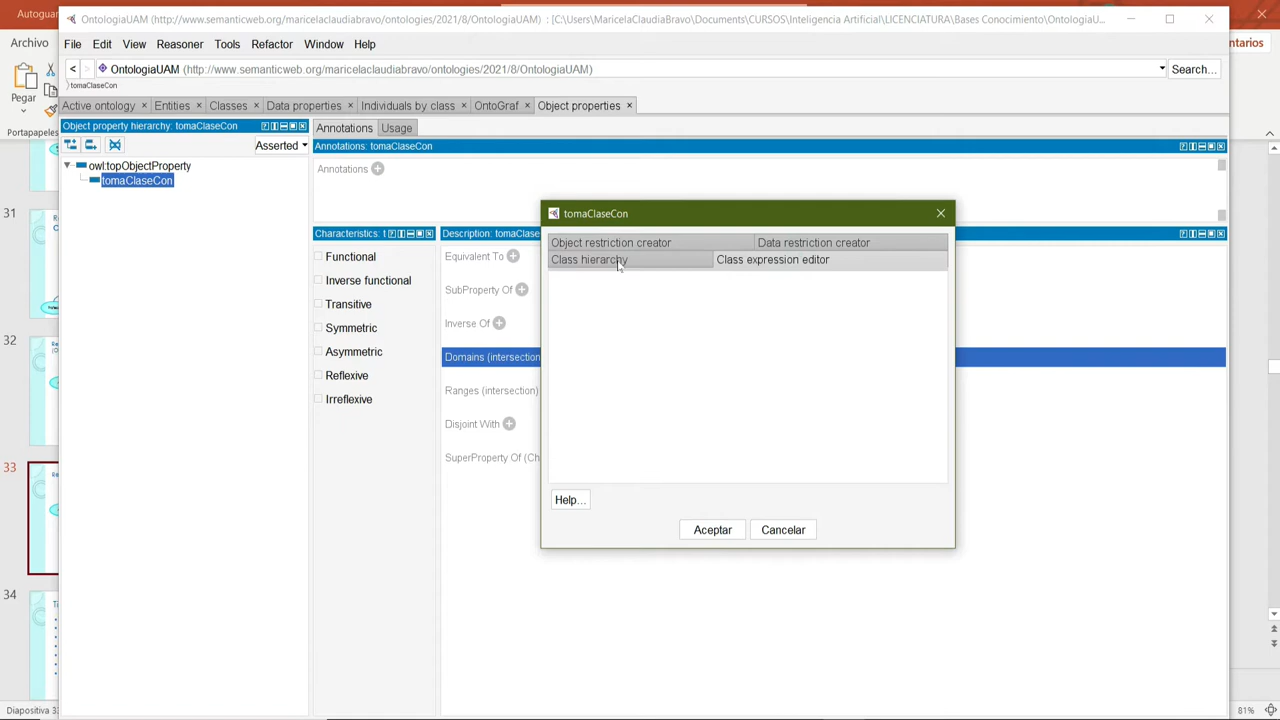 Autoguar
OntologiaUAM (http://www.semanticweb.org/maricelaclaudiabravo/ontologies/2021/8/OntologiaUAM) : [C:\Users\MaricelaClaudiaBravo\Documents\CURSOS\Inteligencia Artificial\LICENCIATURA\Bases Conocimiento\OntologiaU...
Archivo
File Edit View Reasoner Tools Refactor Window Help
ntarios
< > OntologiaUAM (http://www.semanticweb.org/maricelaclaudiabravo/ontologies/2021/8/OntologiaUAM) Search...
tomaClaseCon
Pegar
Active ontology × Entities × Classes × Data properties × Individuals by class × OntoGraf × Object properties ×
Portapapeles
Object property hierarchy: tomaClaseCon
Annotations Usage
Asserted
Annotations: tomaClaseCon
owl:topObjectProperty
Annotations
tomaClaseCon
31
tomaClaseCon
Characteristics: t
Description: tomaClase
Object restriction creator Data restriction creator
Class hierarchy Class expression editor
Functional
Equivalent To
Inverse functional
SubProperty Of
Transitive
Inverse Of
Symmetric
32
Asymmetric
Domains (intersection
Reflexive
Ranges (intersection)
Irreflexive
Disjoint With
SuperProperty Of (Ch
33
Help...
Aceptar Cancelar
34
Diapositiva 33
81%